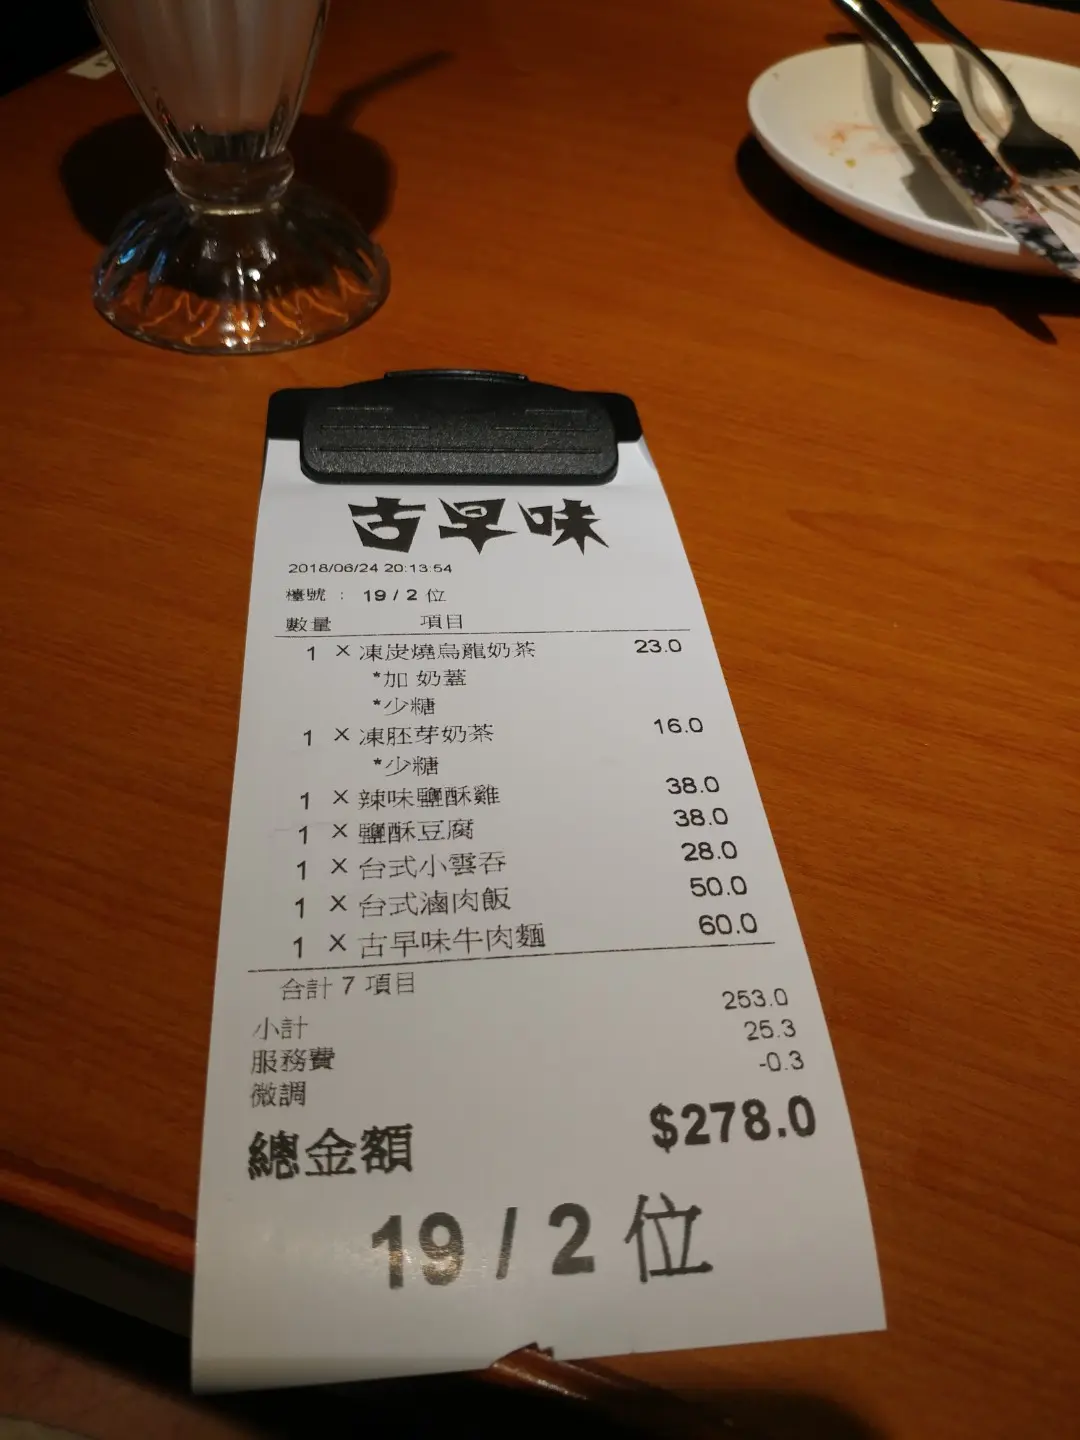 古早味
2018/06/24 20:13:54
檯號 : 19 / 2 位
數量 項目
1 × 凍炭燒烏龍奶茶 23.0
*加 奶蓋
*少糖
1 × 凍胚芽奶茶 16.0
*少糖
1 × 辣味鹽酥雞 38.0
1 × 鹽酥豆腐 38.0
1 × 台式小雲吞 28.0
1 × 台式滷肉飯 50.0
1 × 古早味牛肉麵 60.0
合計 7 項目
小計 253.0
服務費 25.3
微調 -0.3
總金額 $278.0
19 / 2 位